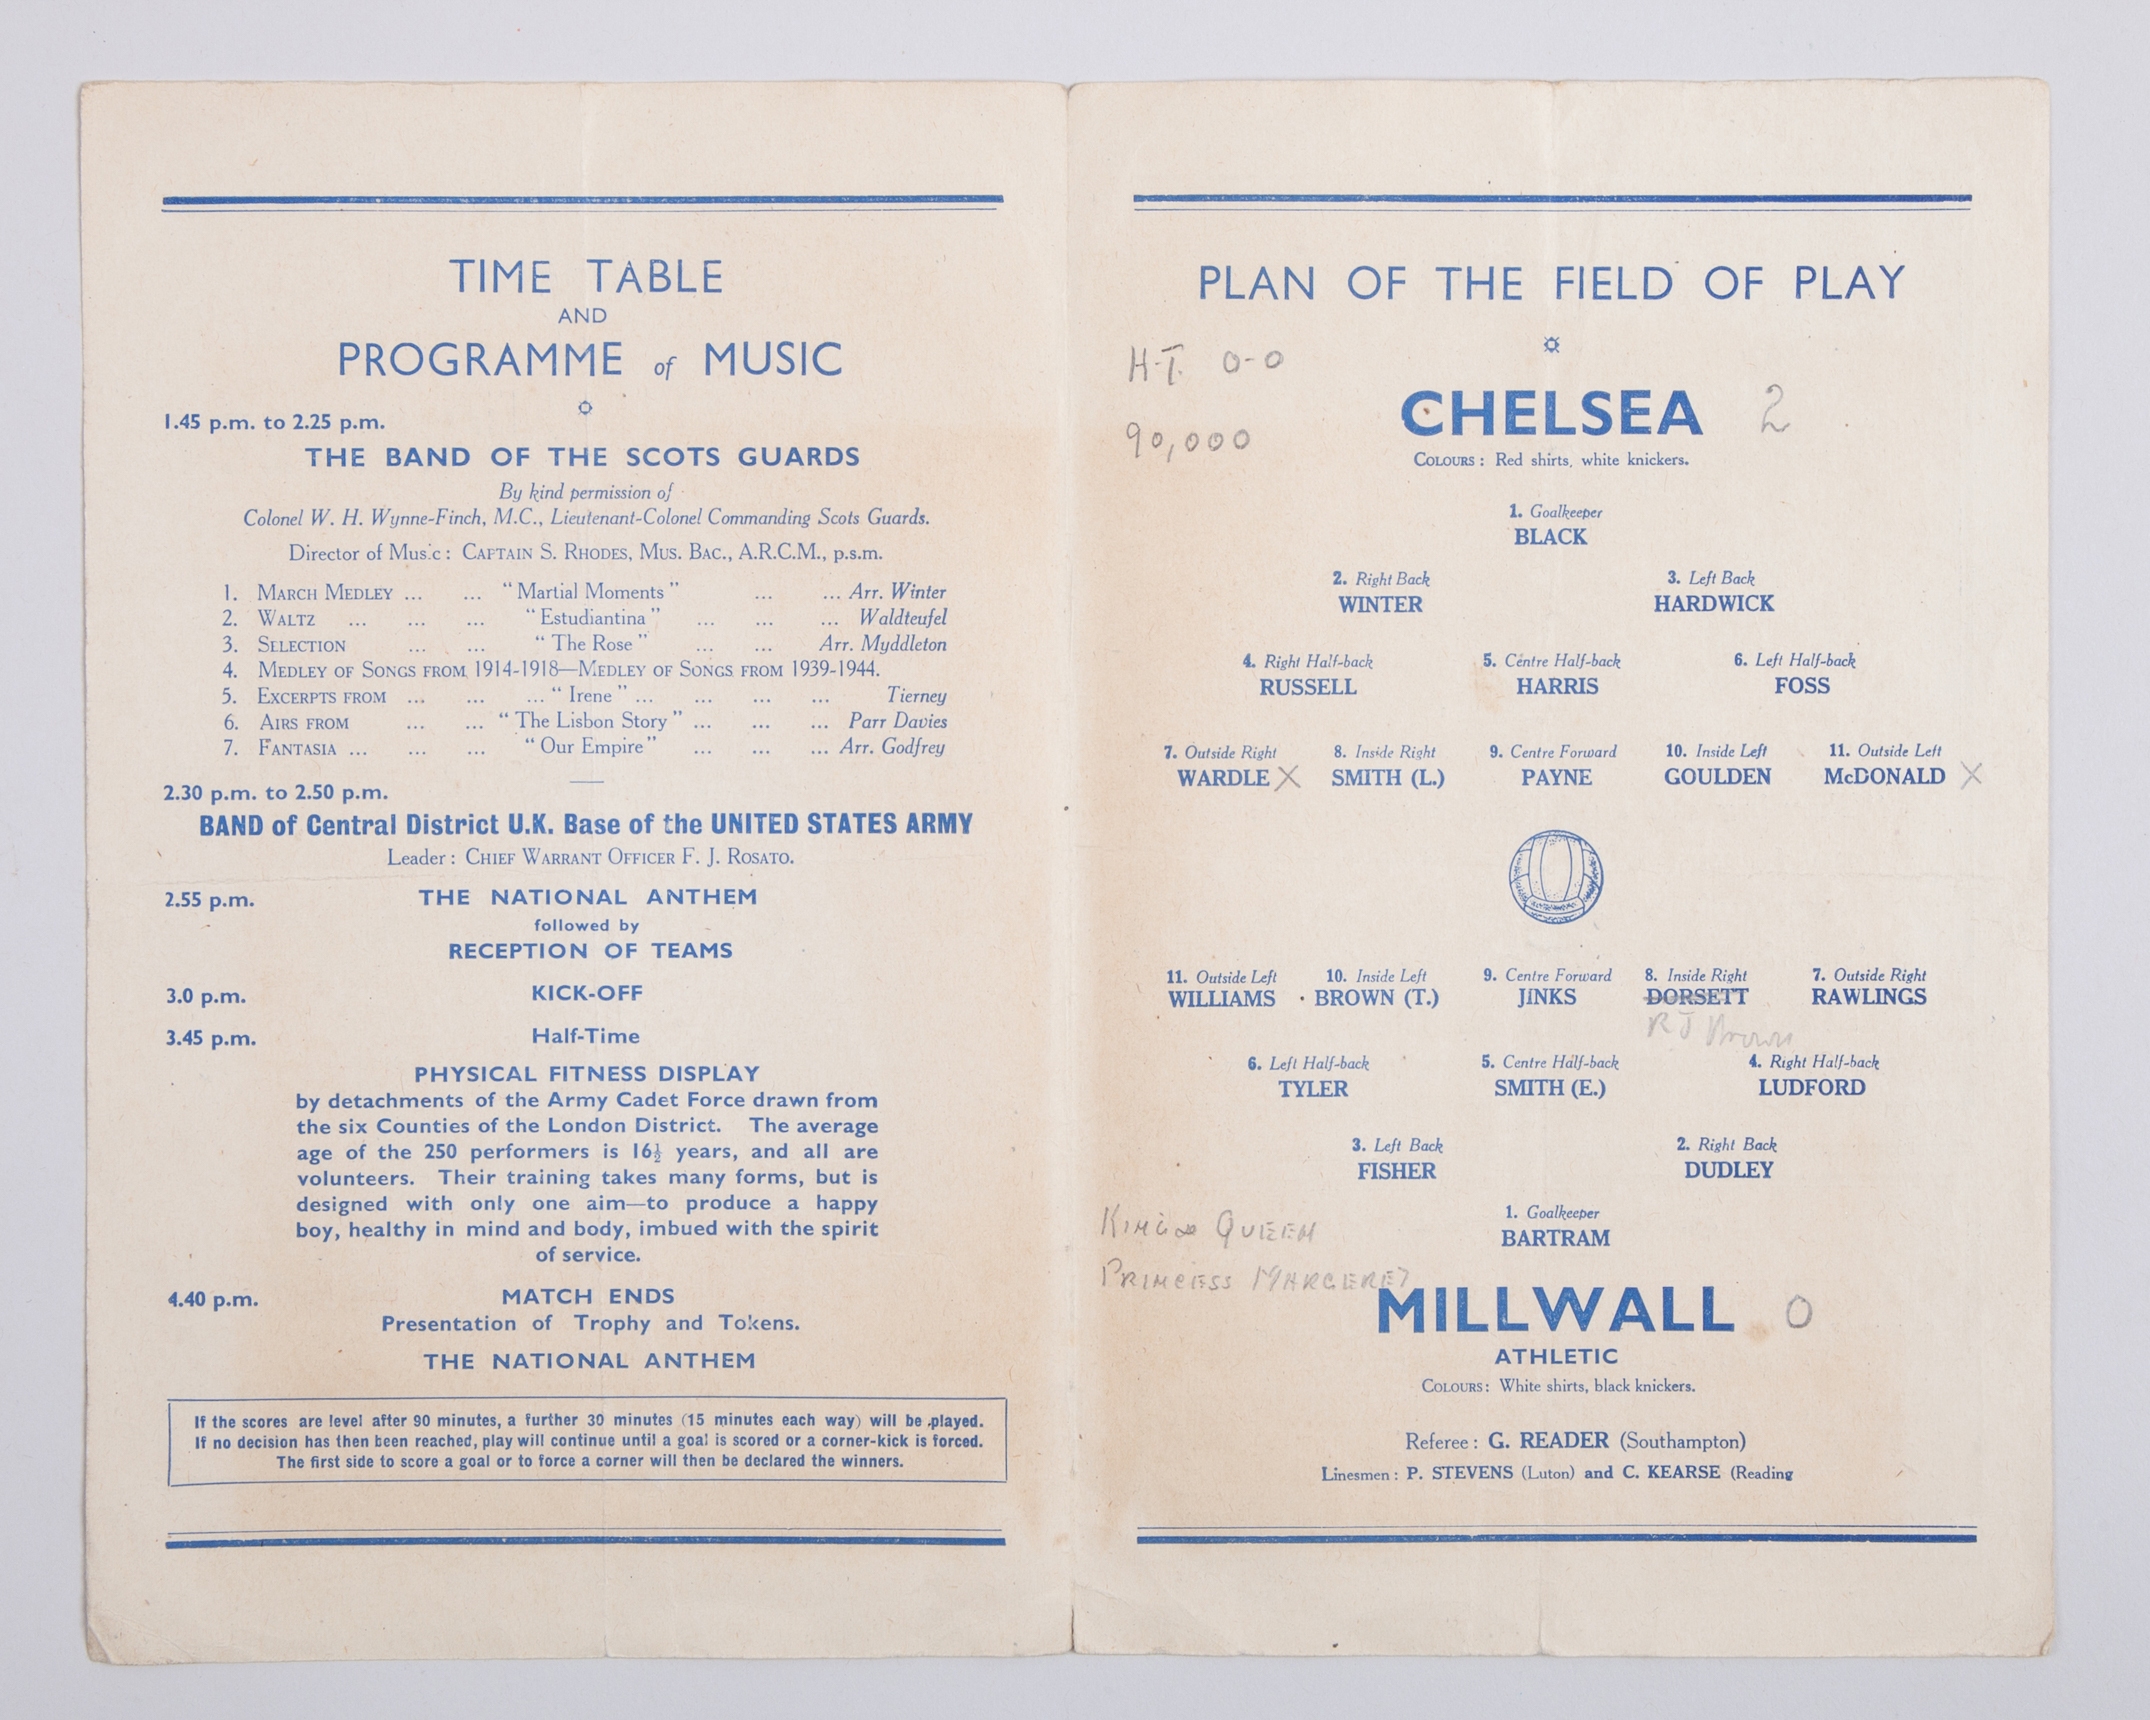 TIME TABLE
AND
PROGRAMME of MUSIC
1.45 p.m. to 2.25 p.m.
THE BAND OF THE SCOTS GUARDS
By kind permission of
Colonel W. H. Wynne-Finch, M.C., Lieutenant-Colonel Commanding Scots Guards.
Director of Music: CAPTAIN S. RHODES, MUS. BAC., A.R.C.M., p.s.m.
1. MARCH MEDLEY ... ... "Martial Moments" ... ... Arr. Winter
2. WALTZ ... ... ... "Estudiantina" ... ... ... Waldteufel
3. SELECTION ... ... "The Rose" ... ... Arr. Myddleton
4. MEDLEY OF SONGS FROM 1914-1918—MEDLEY OF SONGS FROM 1939-1944.
5. EXCERPTS FROM ... ... ... "Irene" ... ... ... ... Tierney
6. AIRS FROM ... ... "The Lisbon Story" ... ... ... Parr Davies
7. FANTASIA ... ... ... "Our Empire" ... ... ... Arr. Godfrey
2.30 p.m. to 2.50 p.m.
BAND of Central District U.K. Base of the UNITED STATES ARMY
Leader: CHIEF WARRANT OFFICER F. J. ROSATO.
2.55 p.m. THE NATIONAL ANTHEM
followed by
RECEPTION OF TEAMS
3.0 p.m. KICK-OFF
3.45 p.m. Half-Time
PHYSICAL FITNESS DISPLAY
by detachments of the Army Cadet Force drawn from
the six Counties of the London District. The average
age of the 250 performers is 16½ years, and all are
volunteers. Their training takes many forms, but is
designed with only one aim—to produce a happy
boy, healthy in mind and body, imbued with the spirit
of service.
4.40 p.m. MATCH ENDS
Presentation of Trophy and Tokens.
THE NATIONAL ANTHEM
If the scores are level after 90 minutes, a further 30 minutes (15 minutes each way) will be played.
If no decision has then been reached, play will continue until a goal is scored or a corner-kick is forced.
The first side to score a goal or to force a corner will then be declared the winners.
PLAN OF THE FIELD OF PLAY
H-T. 0-0
CHELSEA 2
90,000
COLOURS: Red shirts, white knickers.
1. Goalkeeper
BLACK
2. Right Back 3. Left Back
WINTER HARDWICK
4. Right Half-back 5. Centre Half-back 6. Left Half-back
RUSSELL HARRIS FOSS
7. Outside Right 8. Inside Right 9. Centre Forward 10. Inside Left 11. Outside Left
WARDLE X SMITH (L.) PAYNE GOULDEN McDONALD X
11. Outside Left 10. Inside Left 9. Centre Forward 8. Inside Right 7. Outside Right
WILLIAMS BROWN (T.) JINKS DORSETT RAWLINGS
R J Brown
6. Left Half-back 5. Centre Half-back 4. Right Half-back
TYLER SMITH (E.) LUDFORD
3. Left Back 2. Right Back
FISHER DUDLEY
1. Goalkeeper
BARTRAM
KING & QUEEN
PRINCESS MARGERET
MILLWALL 0
ATHLETIC
COLOURS: White shirts, black knickers.
Referee: G. READER (Southampton)
Linesmen: P. STEVENS (Luton) and C. KEARSE (Reading